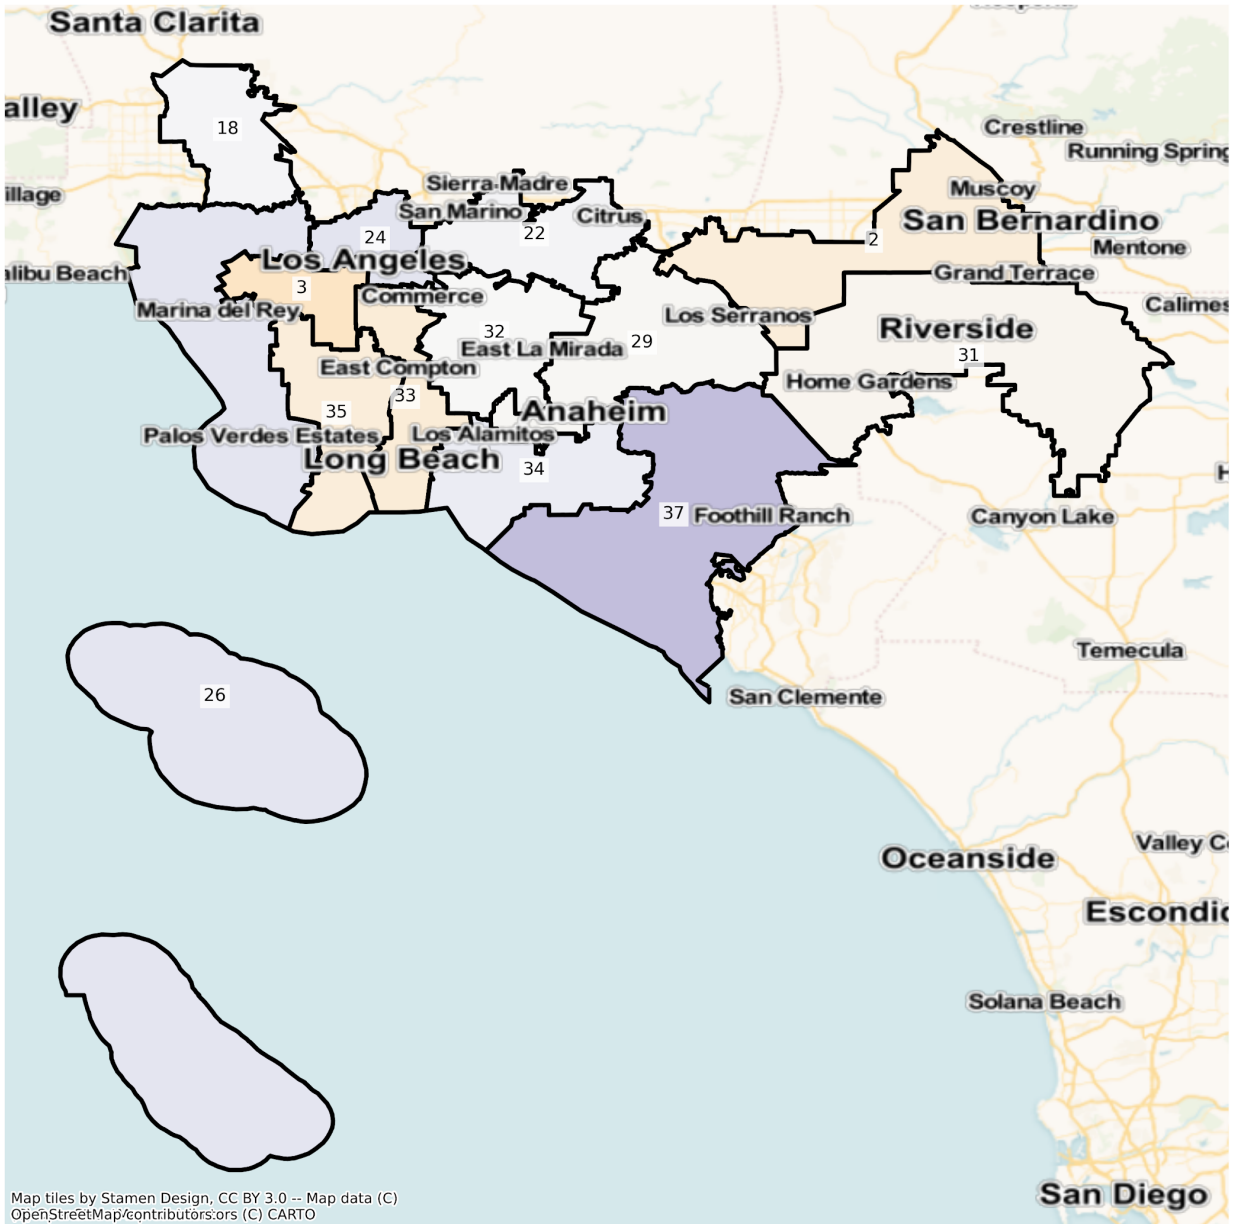 Santa Clarita
alley
18
Crestline
Running Spring
Sierra Madre
Muscoy
illage
San Marino
Citrus
San Bernardino
22
24
2
Mentone
Los Angeles
alibu Beach
Grand Terrace
3
Commerce
Calimes
Marina del Rey
Los Serranos
Riverside
32
29
East La Mirada
31
East Compton
Home Gardens
33
35
Anaheim
Palos Verdes Estates
Los Alamitos
Long Beach
34
H
37
Foothill Ranch
Canyon Lake
Temecula
26
San Clemente
Valley C
Oceanside
Escondid
Solana Beach
San Diego
Map tiles by Stamen Design, CC BY 3.0 -- Map data (C)